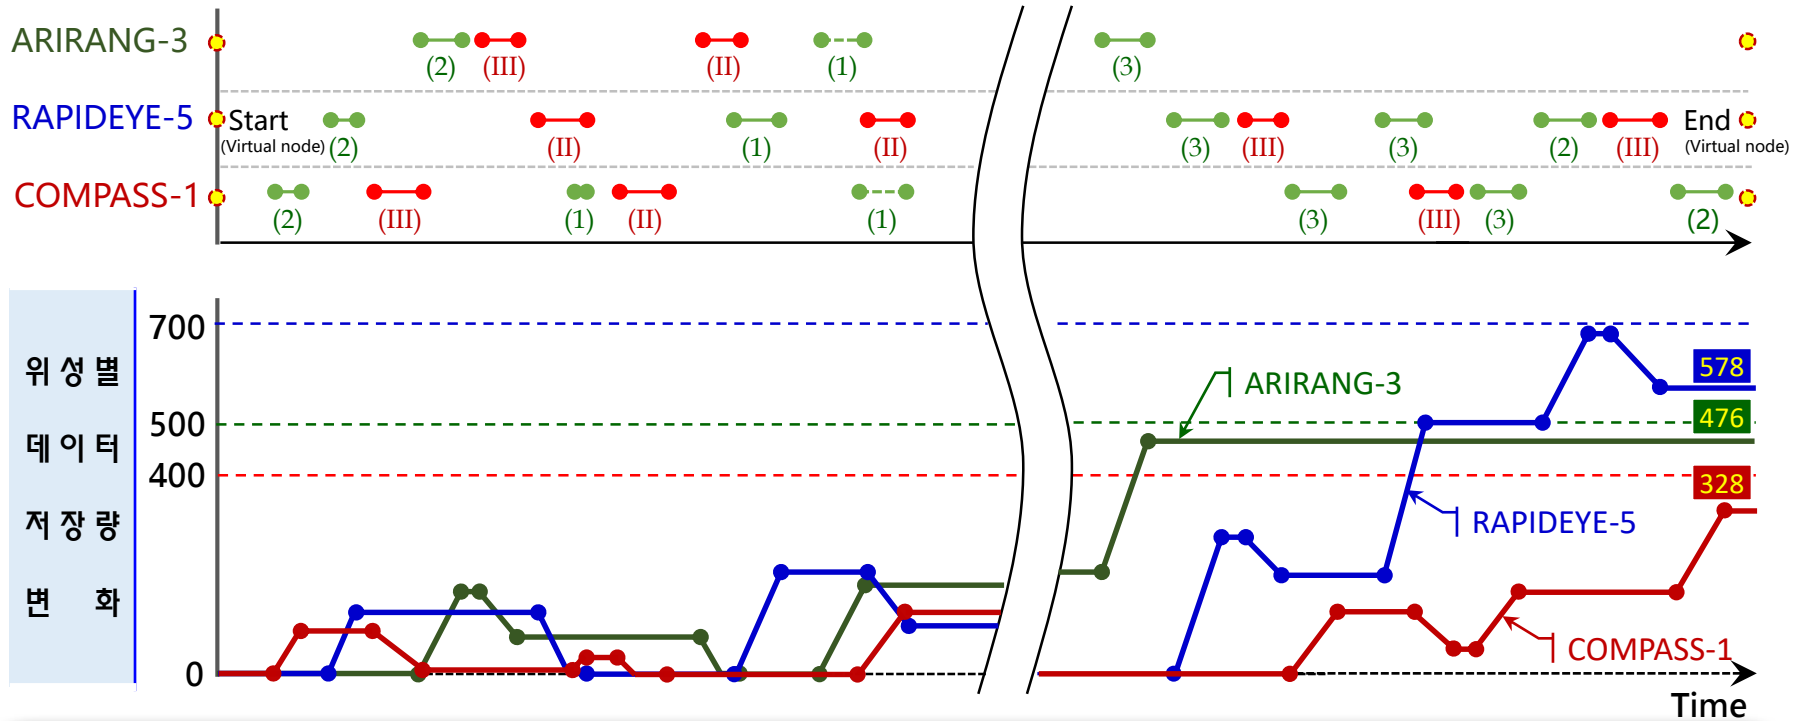 ARIRANG-3
(2) (III) (II) (1) (3)
RAPIDEYE-5
Start
(Virtual node)
(2) (II) (1) (II) (3) (III) (3) (2) (III)
End
(Virtual node)
COMPASS-1
(2) (III) (1) (II) (1) (3) (III) (3) (2)
위 성 별
데 이 터
저 장 량
변 화
700
500
400
0
ARIRANG-3
578
476
328
RAPIDEYE-5
COMPASS-1
Time